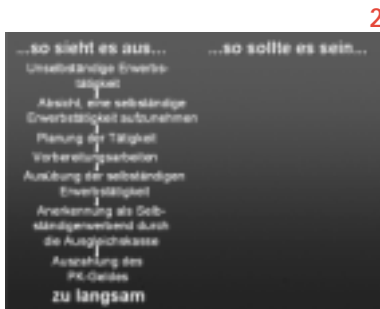 2
...so sieht es aus...
...so sollte es sein...
Unselbständige Erwerbs-
tätigkeit
Absicht, eine selbständige
Erwerbstätigkeit aufzunehmen
Planung der Tätigkeit
Vorbereitungsarbeiten
Ausübung der selbständigen
Erwerbstätigkeit
Anerkennung als Selb-
ständigerwerbend durch
die Ausgleichskasse
Auszahlung des
PK-Geldes
zu langsam